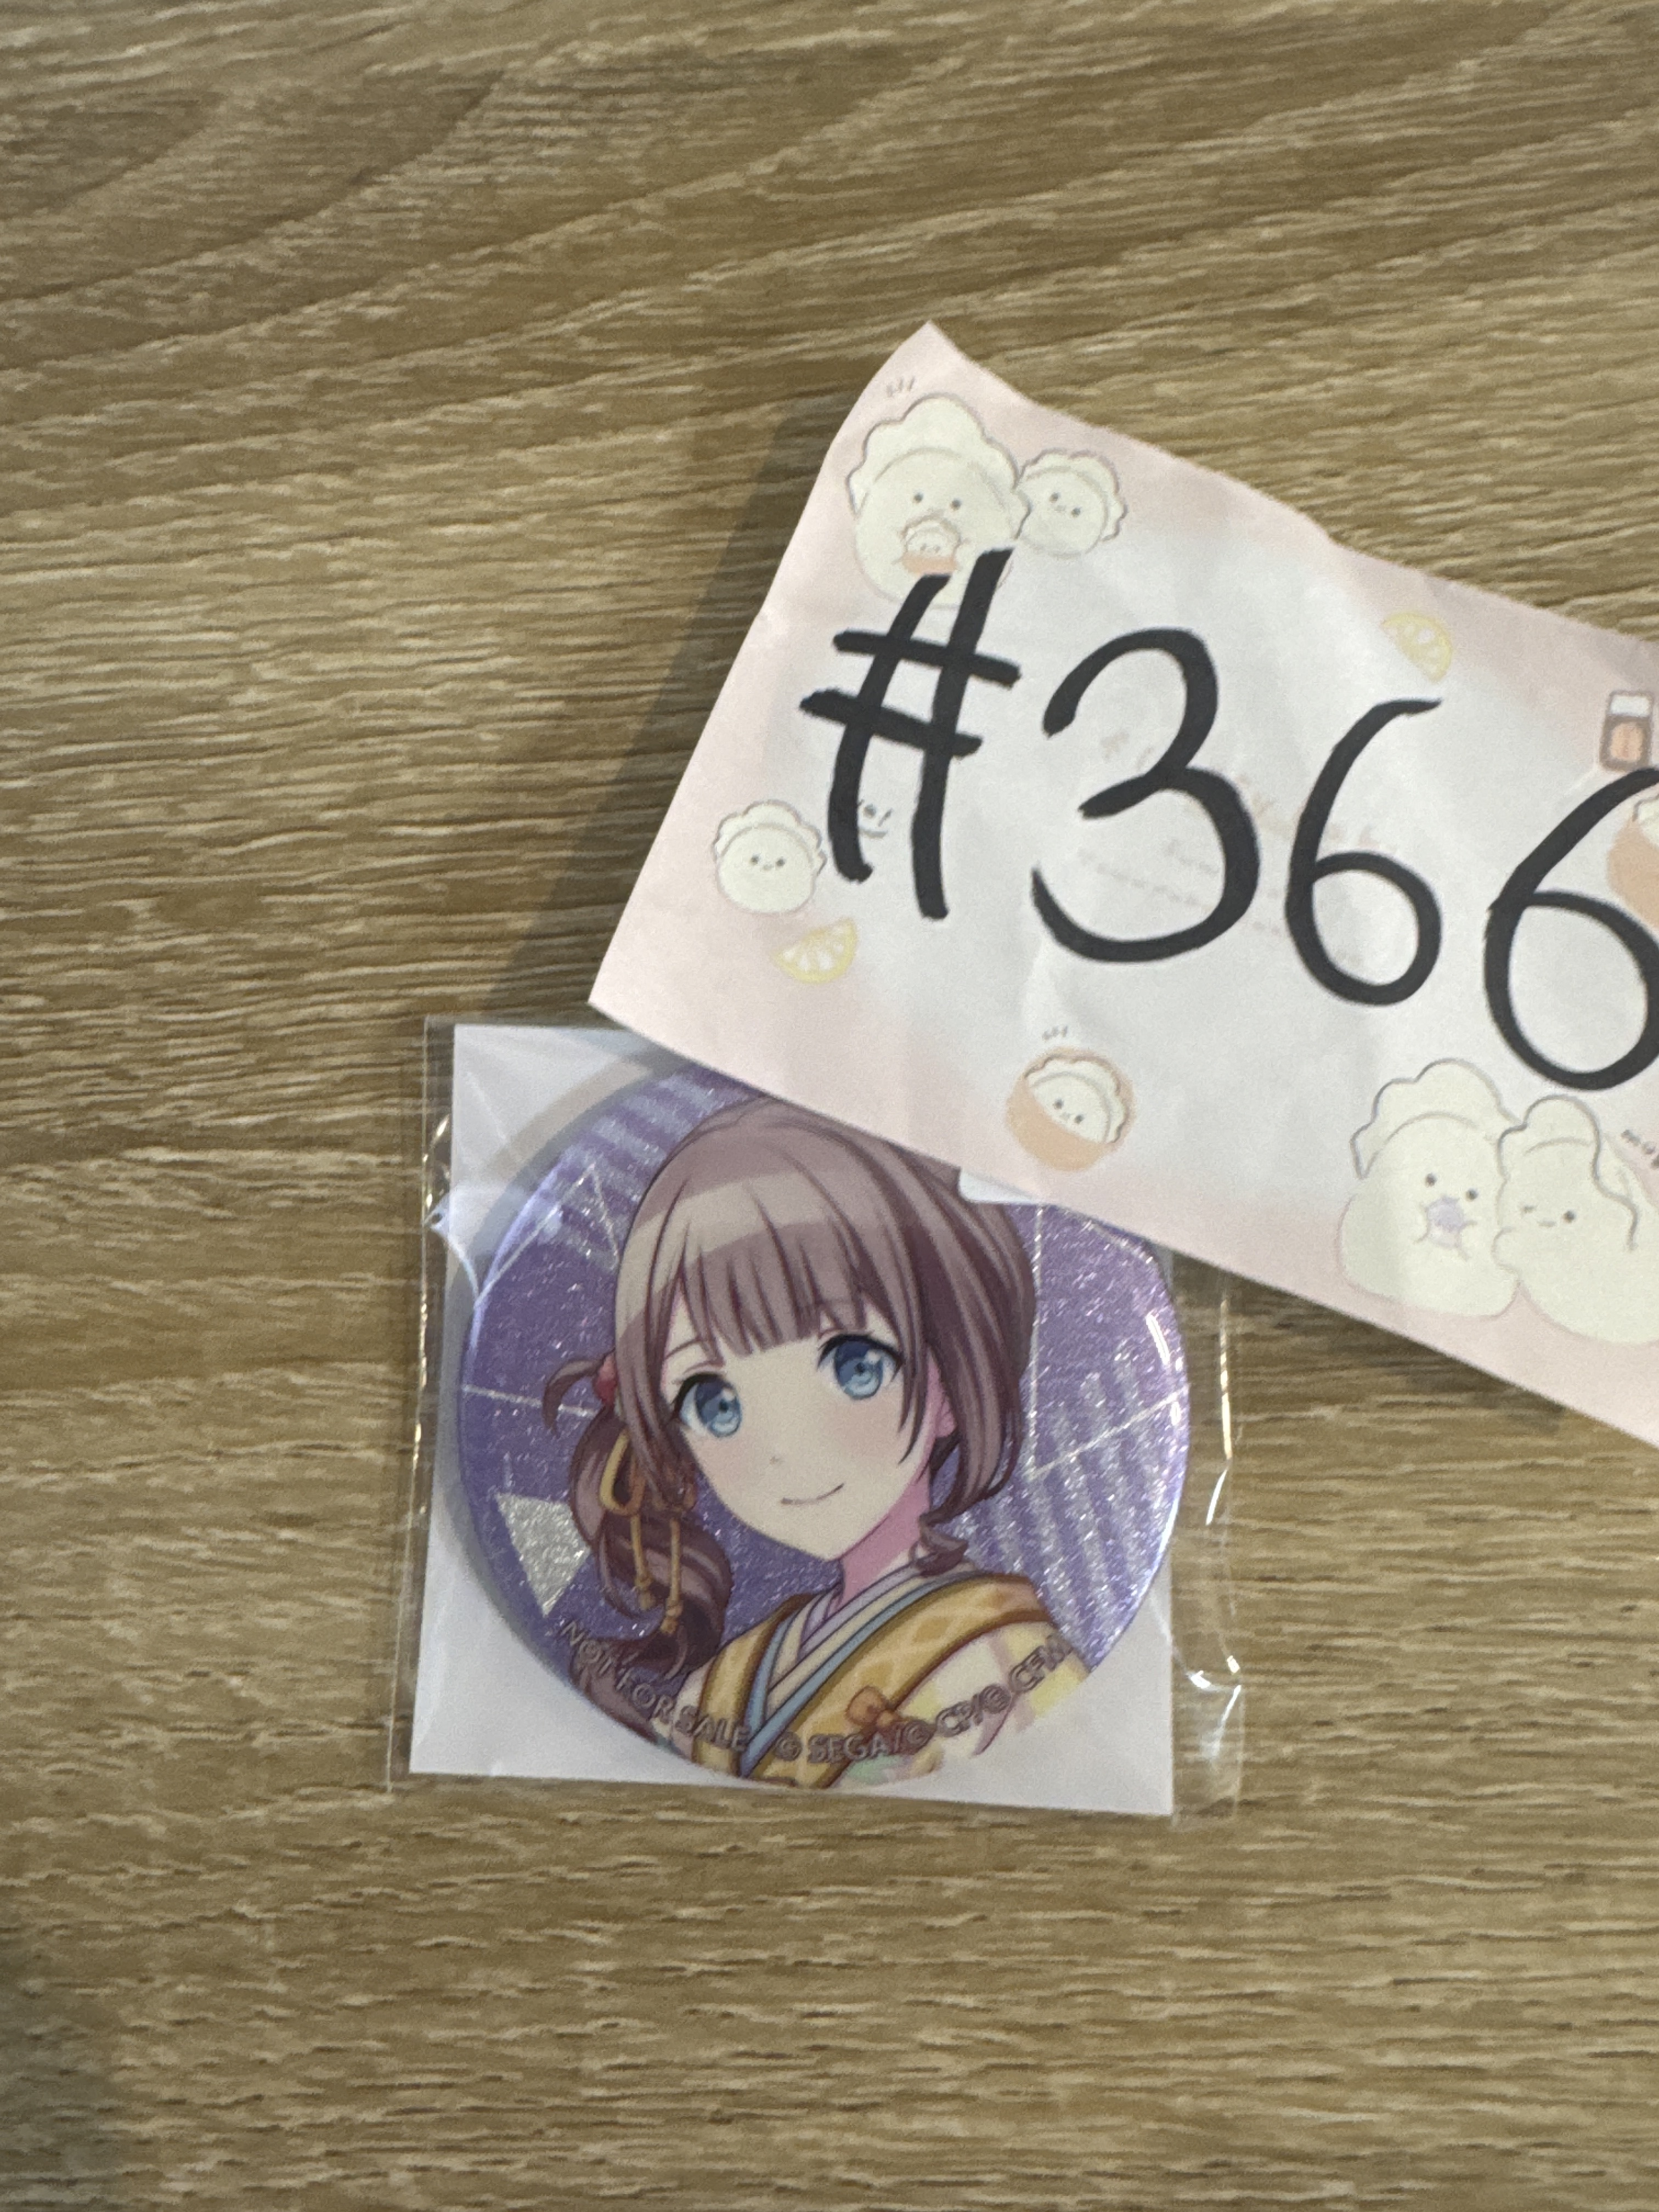 #366
NOT FOR SALE © SEGA / © CP / © CFM